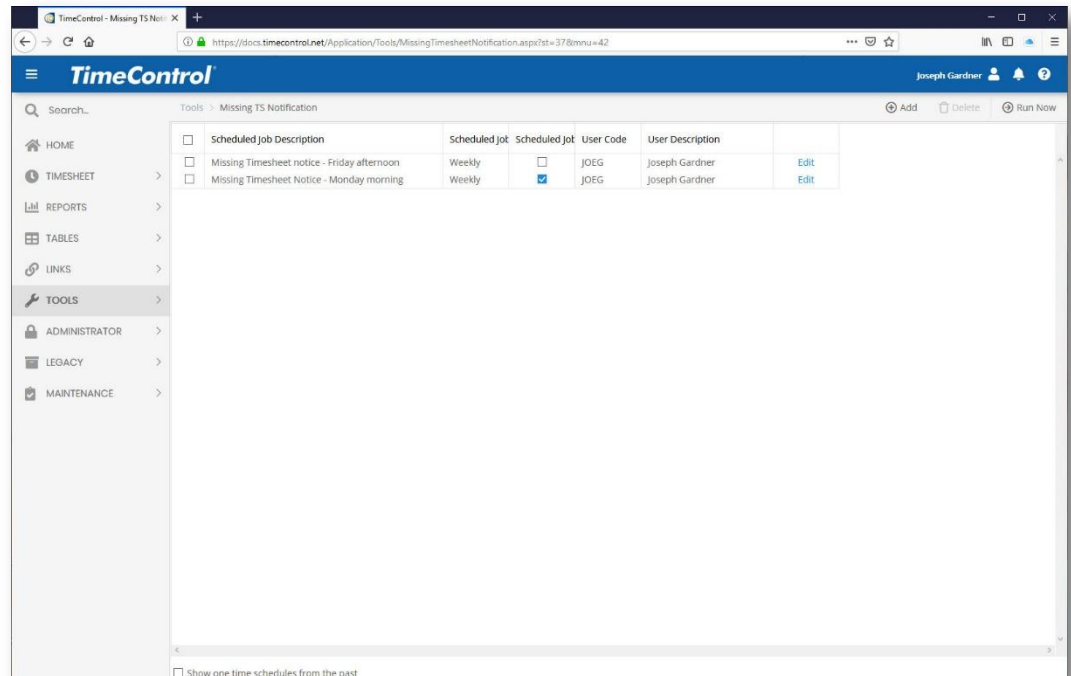 TimeControl - Missing TS Noti
https://docs.timecontrol.net/Application/Tools/MissingTimesheetNotification.aspx?st=37&mnu=42
TimeControl
Joseph Gardner
Search...
Tools > Missing TS Notification
Add Delete Run Now
HOME
TIMESHEET
REPORTS
TABLES
LINKS
TOOLS
ADMINISTRATOR
LEGACY
MAINTENANCE
Scheduled Job Description Scheduled Job Scheduled Job User Code User Description
Missing Timesheet notice - Friday afternoon Weekly JOEG Joseph Gardner Edit
Missing Timesheet Notice - Monday morning Weekly JOEG Joseph Gardner Edit
Show one time schedules from the past